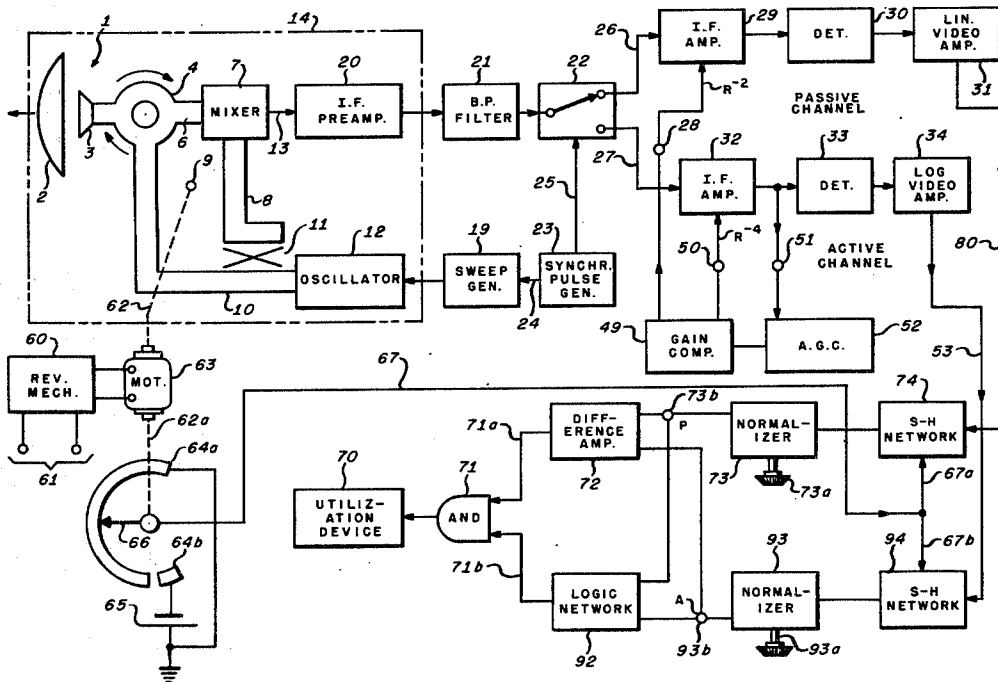 14
1
20
21
22
26
I.F.
AMP.
29
DET.
30
LIN.
VIDEO
AMP.
31
4
7
MIXER
I.F.
PREAMP.
B.P.
FILTER
R-2
PASSIVE
CHANNEL
2
3
6
13
9
8
28
27
32
I.F.
AMP.
33
DET.
34
LOG
VIDEO
AMP.
25
11
12
OSCILLATOR
19
SWEEP
GEN.
23
SYNCHR.
PULSE
GEN.
24
50
R-4
51
ACTIVE
CHANNEL
80
62
10
49
GAIN
COMP.
A.G.C.
52
53
60
REV.
MECH.
63
MOT.
67
74
61
62a
64a
71a
DIFF-
ERENCE
AMP.
72
73b
P
NORMAL-
IZER
73
73a
S-H
NETWORK
67a
70
UTILIZ-
ATION
DEVICE
71
AND
66
64b
67b
71b
93
94
65
LOGIC
NETWORK
92
A
93b
NORMAL-
IZER
93a
S-H
NETWORK